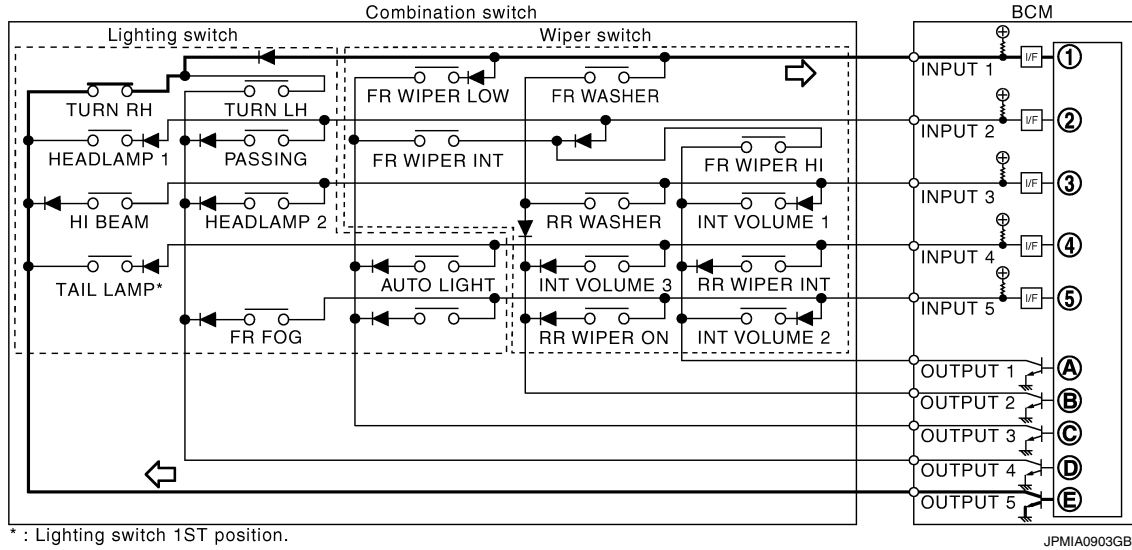 Combination switch
BCM
Lighting switch
Wiper switch
TURN RH
TURN LH
FR WIPER LOW
FR WASHER
INPUT 1
I/F
1
HEADLAMP 1
PASSING
FR WIPER INT
FR WIPER HI
INPUT 2
I/F
2
HI BEAM
HEADLAMP 2
RR WASHER
INT VOLUME 1
INPUT 3
I/F
3
TAIL LAMP*
AUTO LIGHT
INT VOLUME 3
RR WIPER INT
INPUT 4
I/F
4
FR FOG
RR WIPER ON
INT VOLUME 2
INPUT 5
I/F
5
OUTPUT 1
A
OUTPUT 2
B
OUTPUT 3
C
OUTPUT 4
D
OUTPUT 5
E
* : Lighting switch 1ST position.
JPMIA0903GB